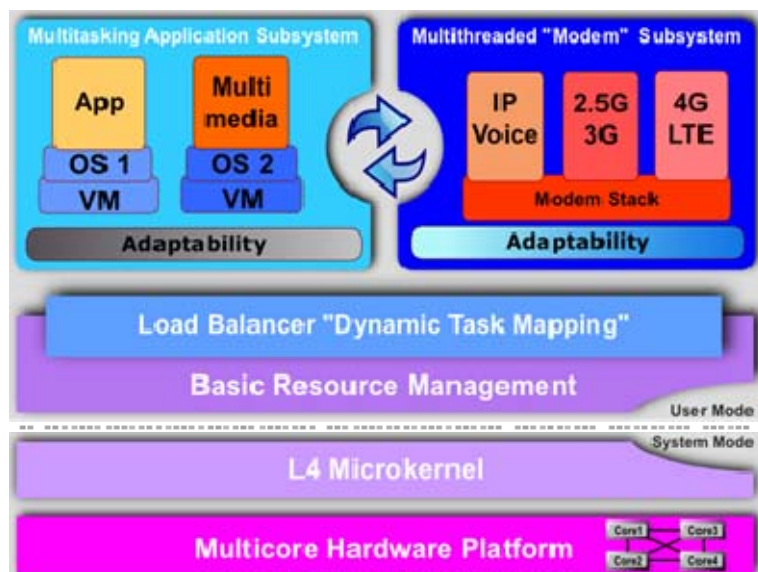 Multitasking Application Subsystem
Multithreaded "Modem" Subsystem
App
Multi
media
OS 1
OS 2
VM
VM
Adaptability
IP
Voice
2.5G
3G
4G
LTE
Modem Stack
Adaptability
Load Balancer "Dynamic Task Mapping"
Basic Resource Management
User Mode
System Mode
L4 Microkernel
Multicore Hardware Platform
Core1
Core3
Core2
Core4